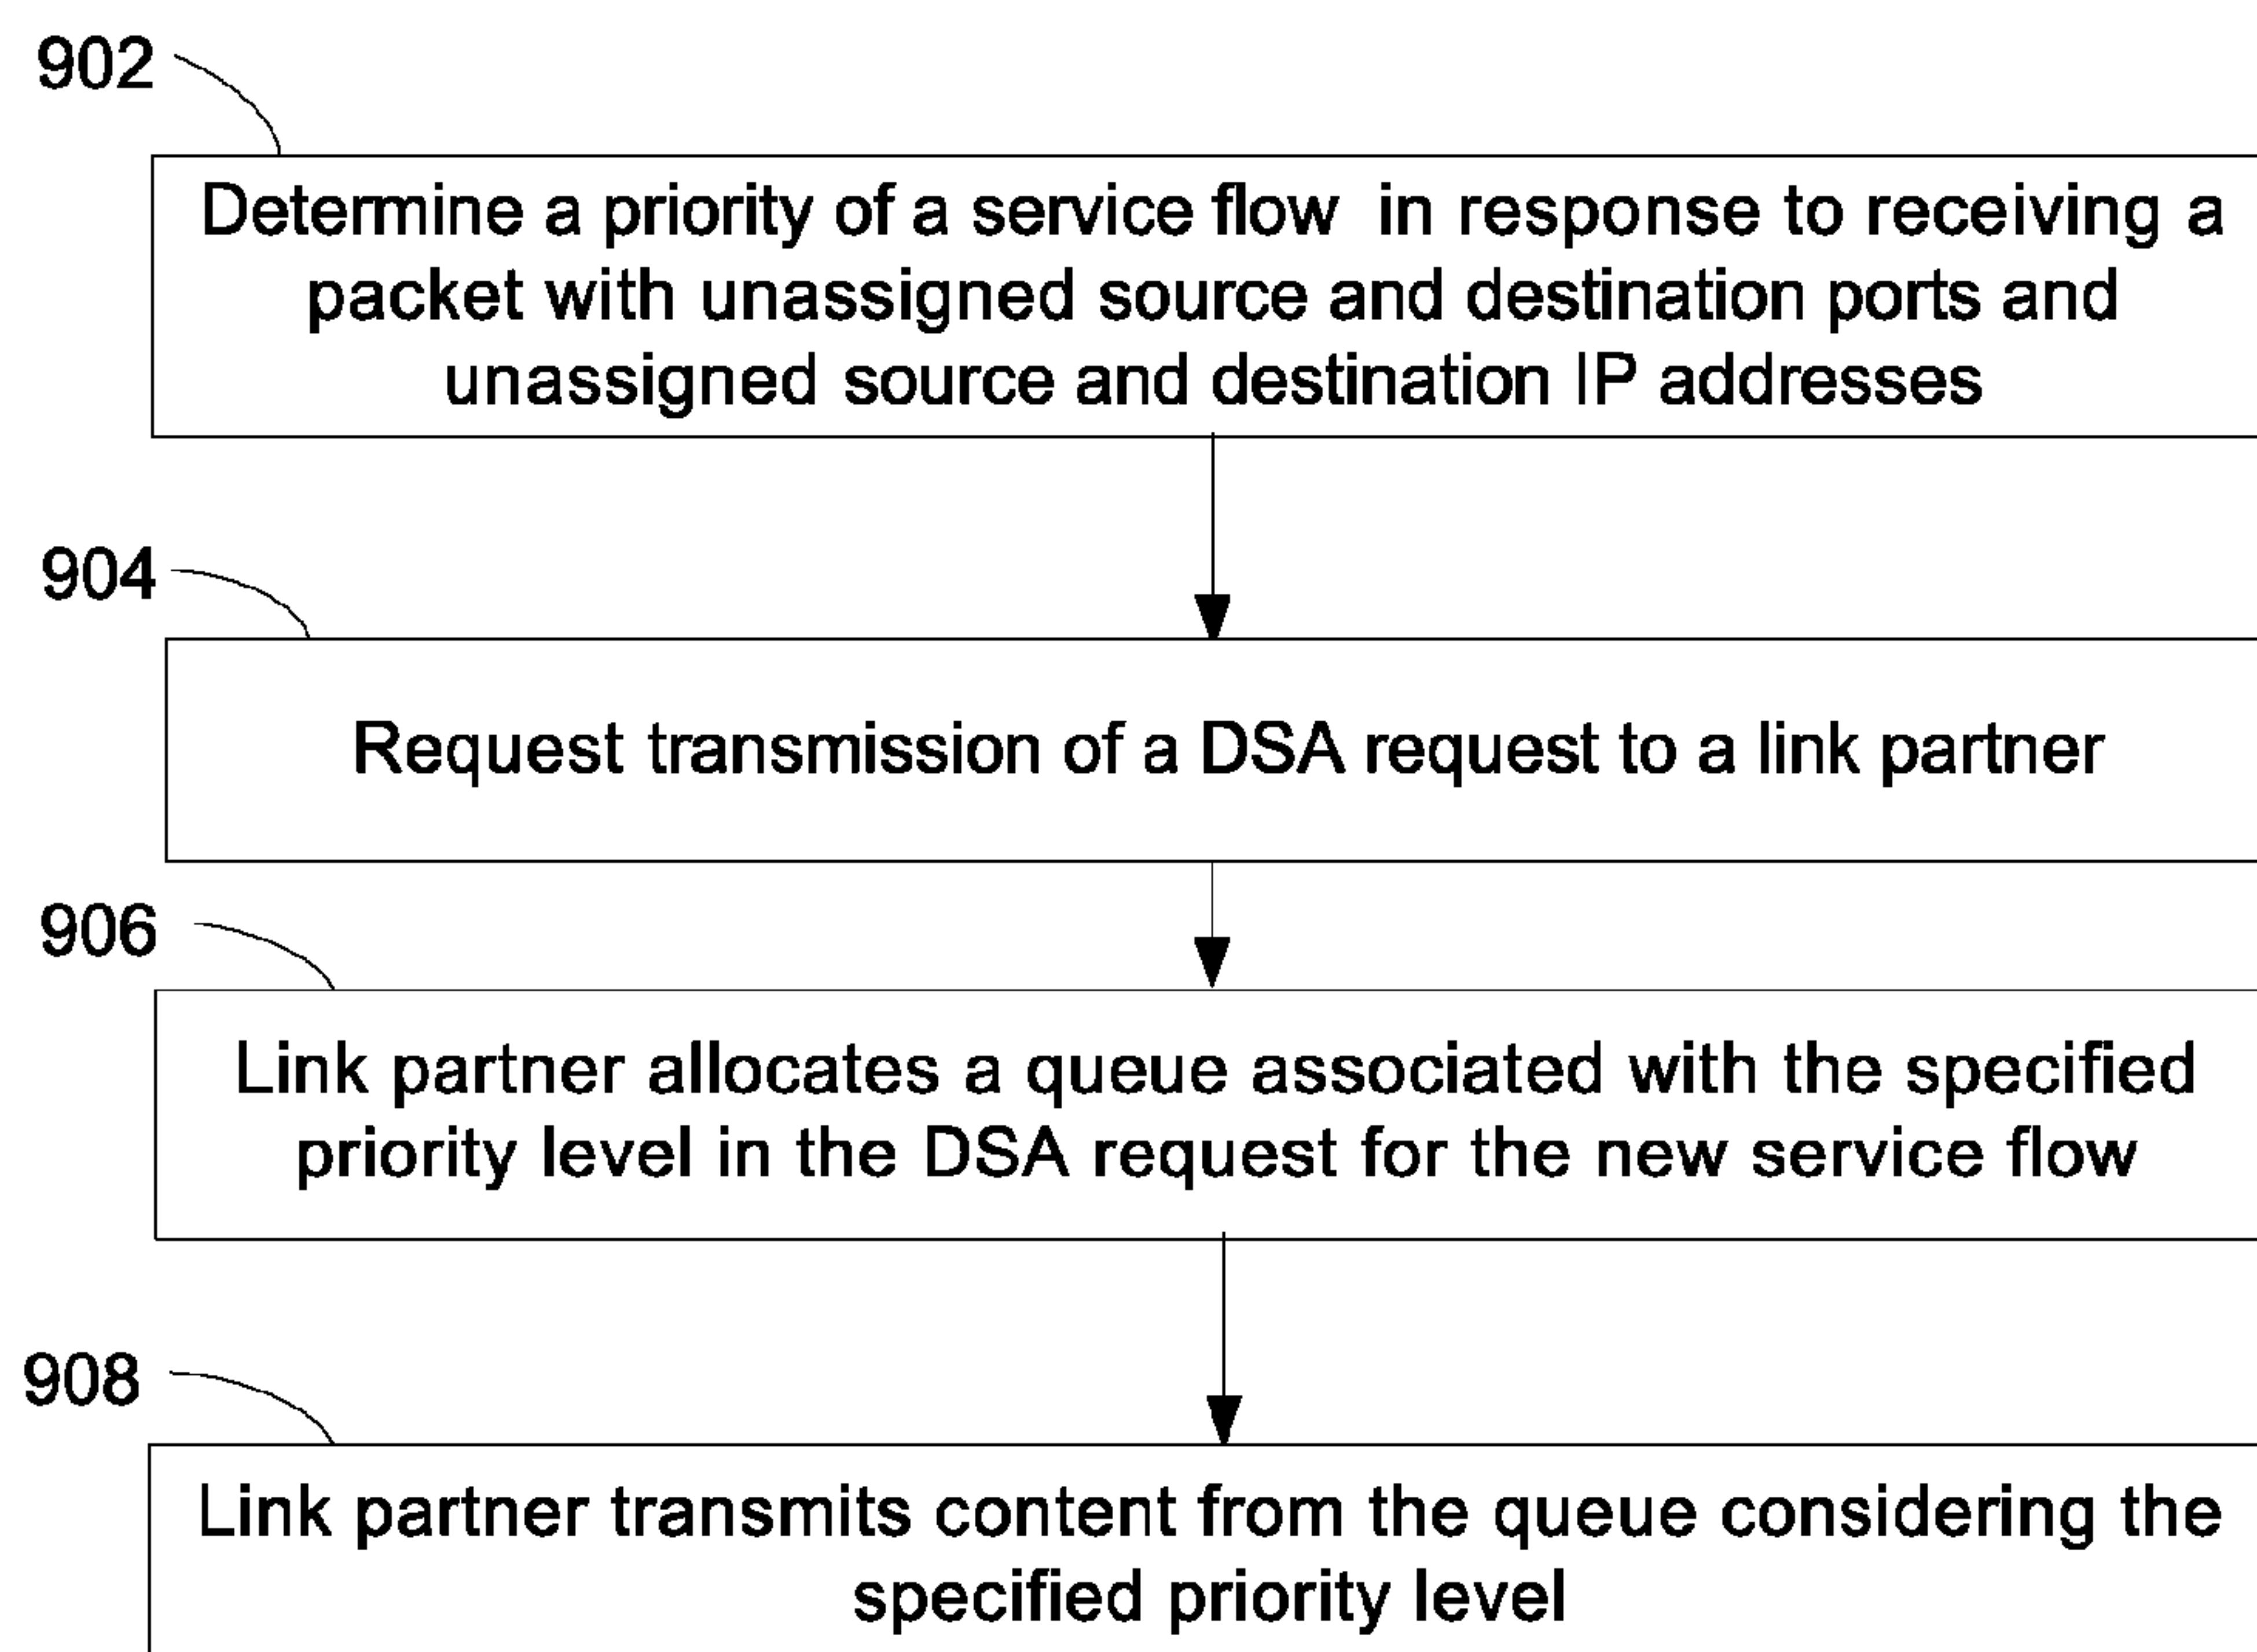 902
Determine a priority of a service flow in response to receiving a
packet with unassigned source and destination ports and
unassigned source and destination IP addresses
904
Request transmission of a DSA request to a link partner
906
Link partner allocates a queue associated with the specified
priority level in the DSA request for the new service flow
908
Link partner transmits content from the queue considering the
specified priority level